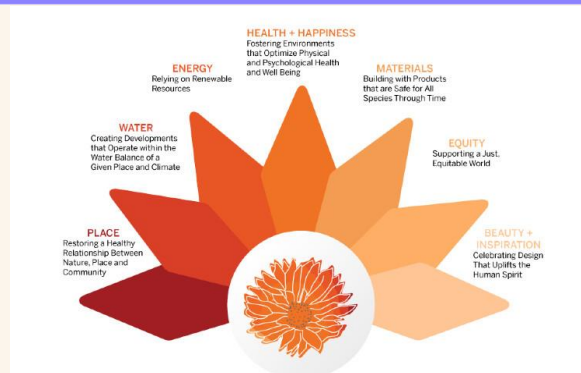 HEALTH + HAPPINESS
Fostering Environments
that Optimize Physical
and Psychological Health
and Well Being
ENERGY
Relying on Renewable
Resources
MATERIALS
Building with Products
that are Safe for All
Species Through Time
WATER
Creating Developments
that Operate within the
Water Balance of a
Given Place and Climate
EQUITY
Supporting a Just,
Equitable World
PLACE
Restoring a Healthy
Relationship Between
Nature, Place and
Community
BEAUTY +
INSPIRATION
Celebrating Design
That Uplifts the
Human Spirit